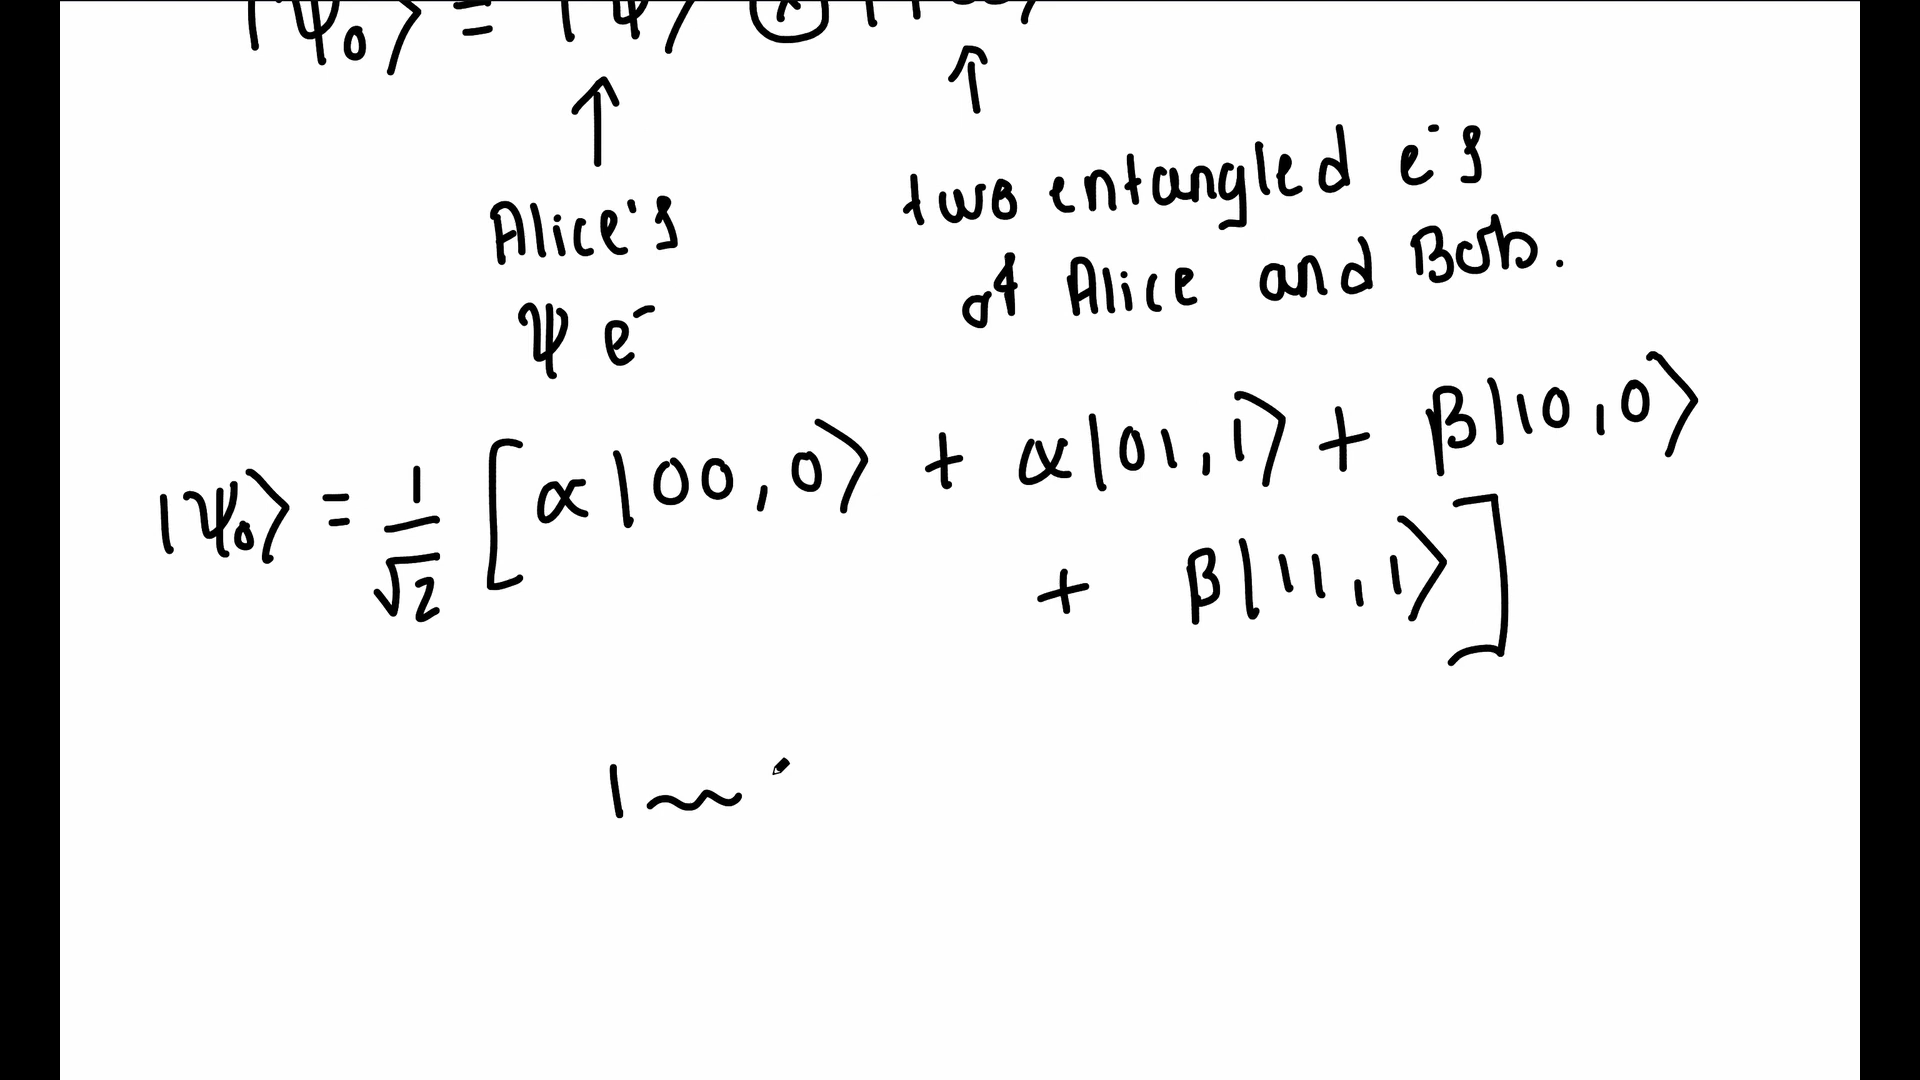 |ψ₀⟩ = |ψ⟩ ⊗
↑ ↑
Alice's
ψ e⁻
two entangled e⁻s
of Alice and Bob.
|ψ₀⟩ = 1/√2 [α|00,0⟩ + α|01,1⟩ + β|10,0⟩
+ β|11,1⟩]
|~